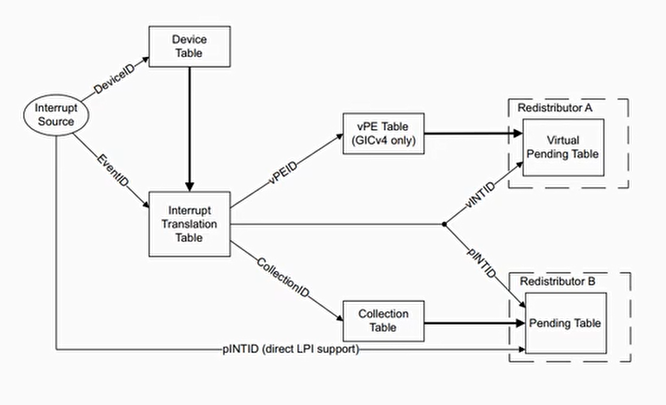 Device
Table
DeviceID
Interrupt
Source
EventID
Redistributor A
vPE Table
(GICv4 only)
Virtual
Pending Table
vPEID
Interrupt
Translation
Table
vINTID
pINTID
CollectionID
Redistributor B
Collection
Table
Pending Table
pINTID (direct LPI support)